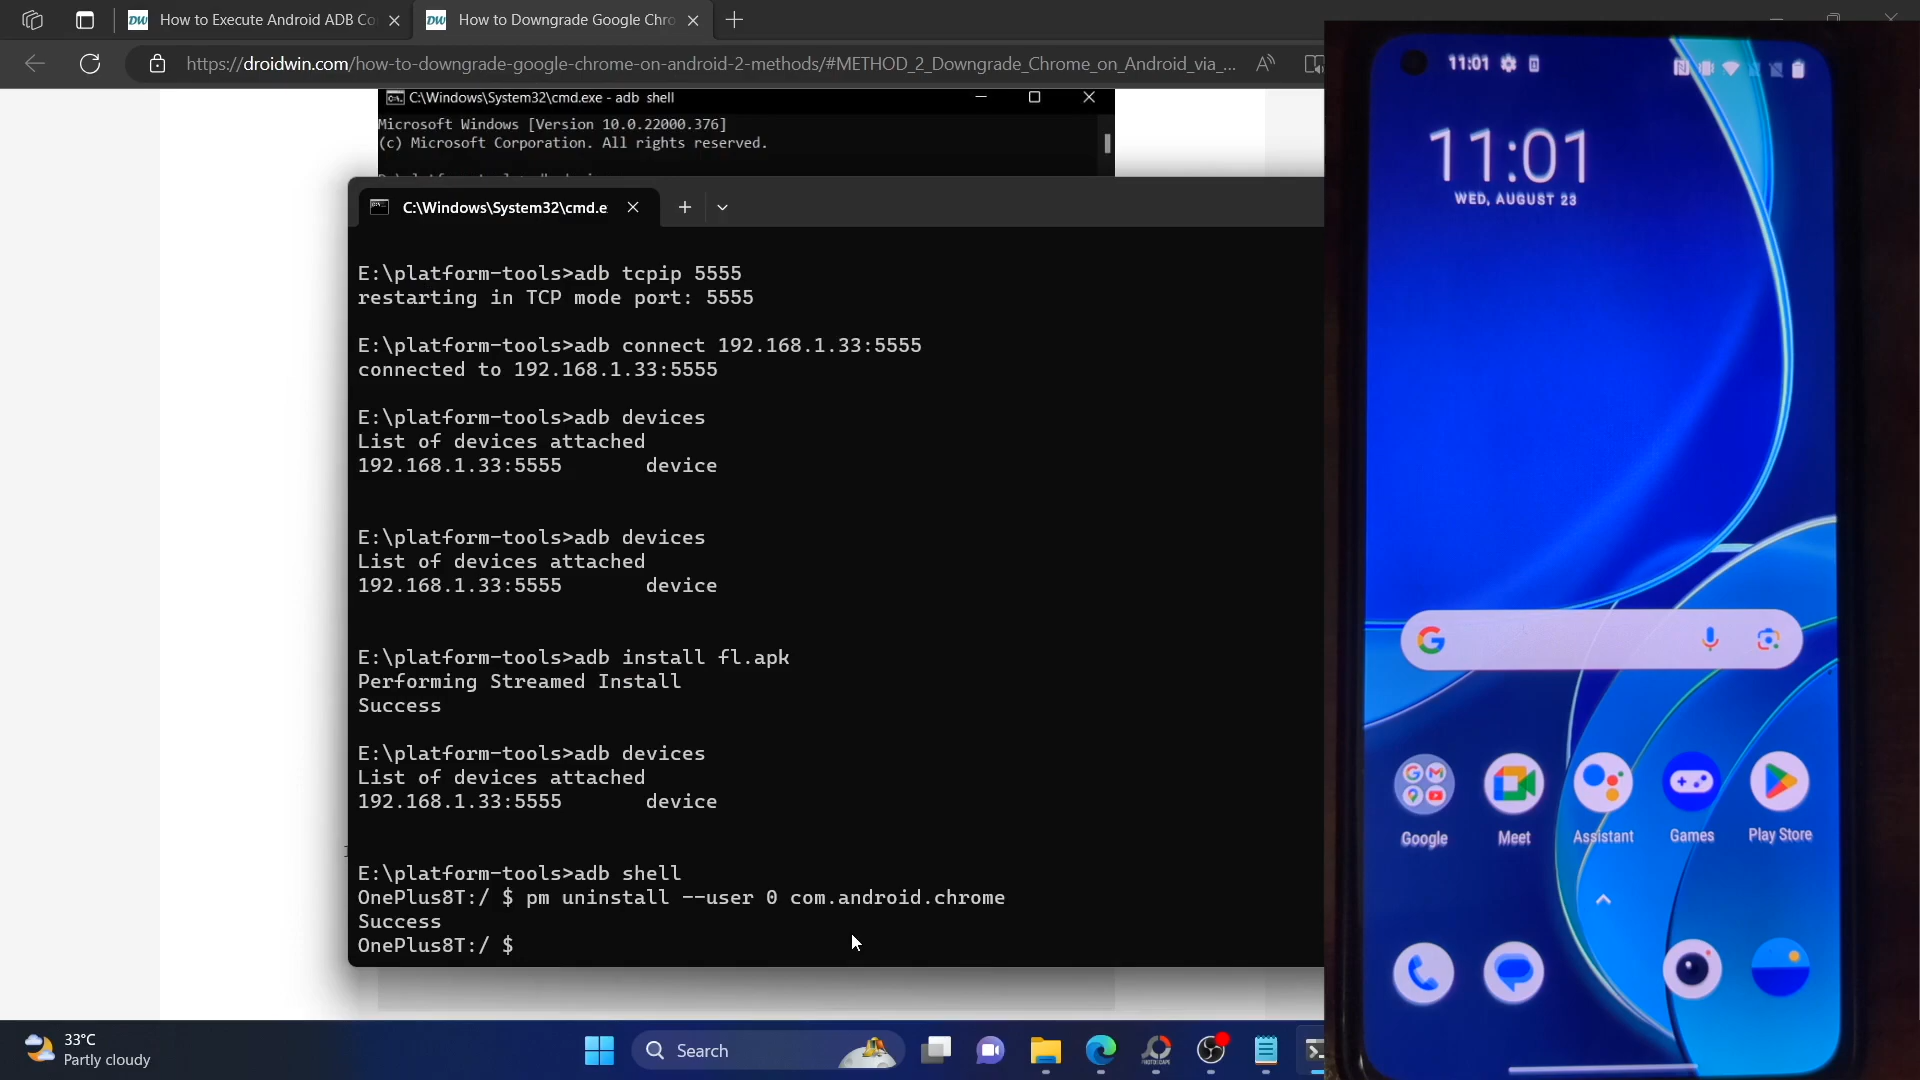 How to Execute Android ADB Co
How to Downgrade Google Chro
https://droidwin.com/how-to-downgrade-google-chrome-on-android-2-methods/#METHOD_2_Downgrade_Chrome_on_Android_via_...
C:\Windows\System32\cmd.exe - adb shell
Microsoft Windows [Version 10.0.22000.376]
(c) Microsoft Corporation. All rights reserved.
C:\Windows\System32\cmd.e
E:\platform-tools>adb tcpip 5555
restarting in TCP mode port: 5555
E:\platform-tools>adb connect 192.168.1.33:5555
connected to 192.168.1.33:5555
E:\platform-tools>adb devices
List of devices attached
192.168.1.33:5555 device
E:\platform-tools>adb devices
List of devices attached
192.168.1.33:5555 device
E:\platform-tools>adb install fl.apk
Performing Streamed Install
Success
E:\platform-tools>adb devices
List of devices attached
192.168.1.33:5555 device
E:\platform-tools>adb shell
OnePlus8T:/ $ pm uninstall --user 0 com.android.chrome
Success
OnePlus8T:/ $
11:01
11:01
WED, AUGUST 23
Google
Meet
Assistant
Games
Play Store
33°C
Partly cloudy
Search